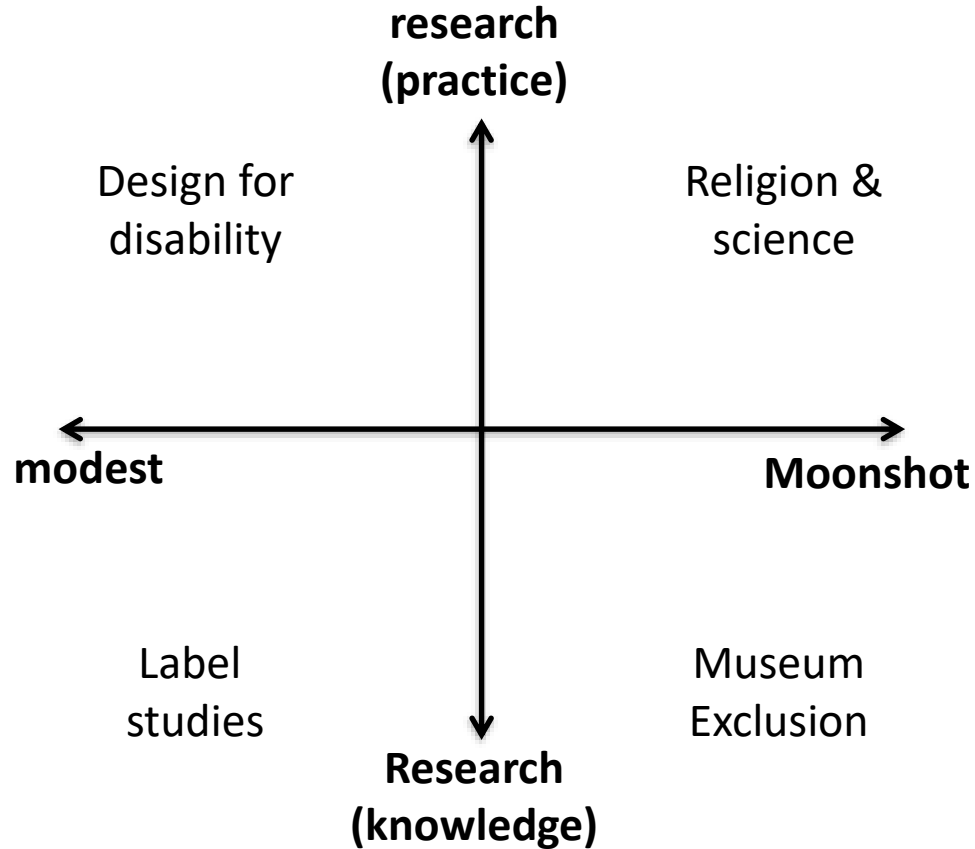 research
(practice)
Design for
disability
Religion &
science
modest
Moonshot
Label
studies
Museum
Exclusion
Research
(knowledge)